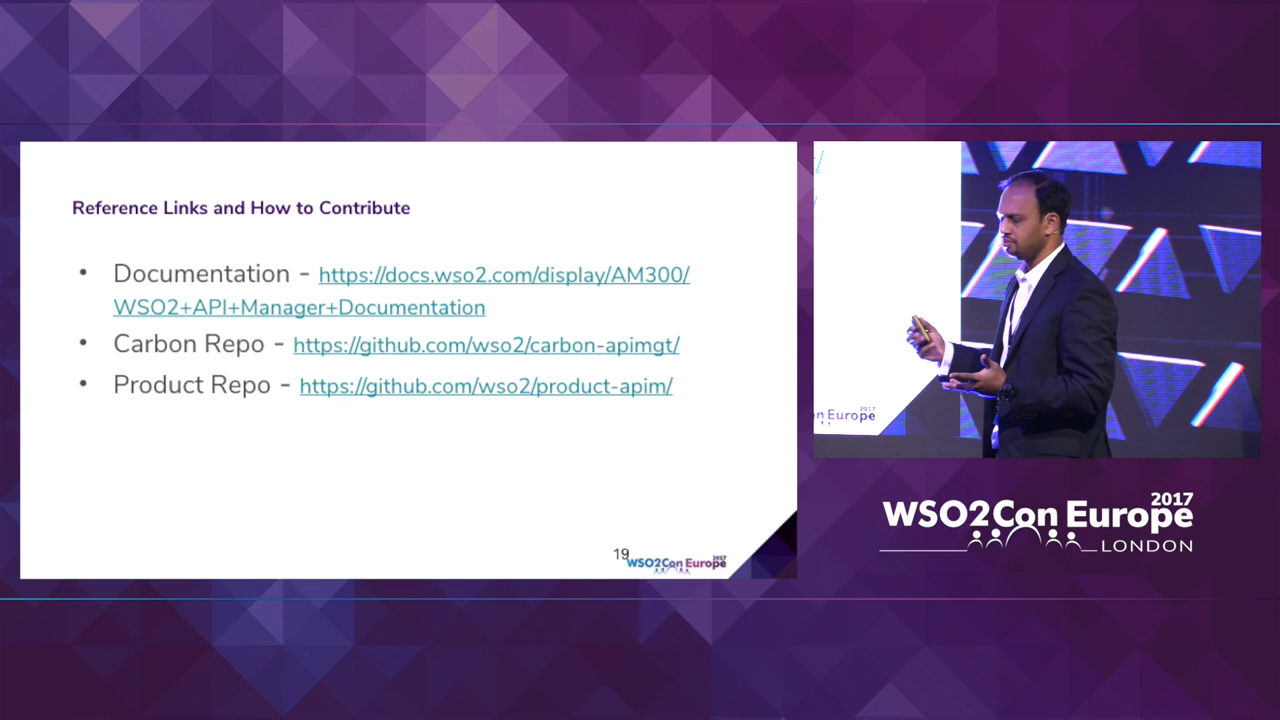 Reference Links and How to Contribute
• Documentation - https://docs.wso2.com/display/AM300/
WSO2+API+Manager+Documentation
• Carbon Repo - https://github.com/wso2/carbon-apimgt/
• Product Repo - https://github.com/wso2/product-apim/
19
WSO2Con Europe 2017
n Europe 2017
WSO2Con Europe 2017
LONDON